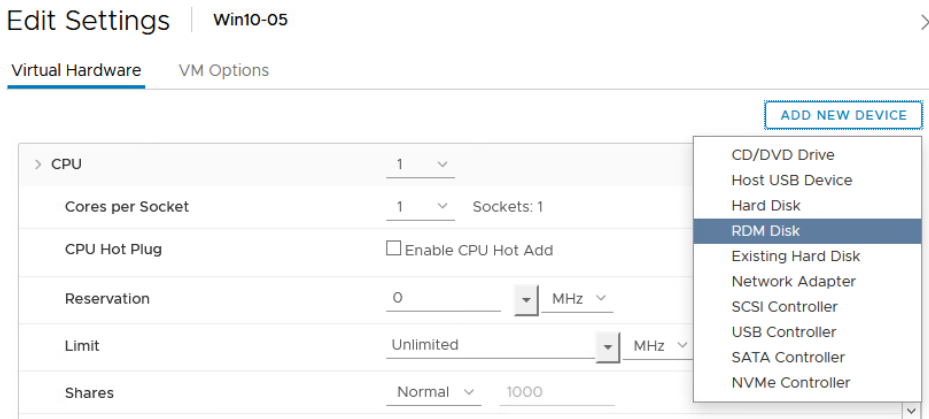 Edit Settings Win10-05
Virtual Hardware VM Options
ADD NEW DEVICE
CPU 1
Cores per Socket 1 Sockets: 1
CPU Hot Plug Enable CPU Hot Add
Reservation 0 MHz
Limit Unlimited MHz
Shares Normal 1000
CD/DVD Drive
Host USB Device
Hard Disk
RDM Disk
Existing Hard Disk
Network Adapter
SCSI Controller
USB Controller
SATA Controller
NVMe Controller